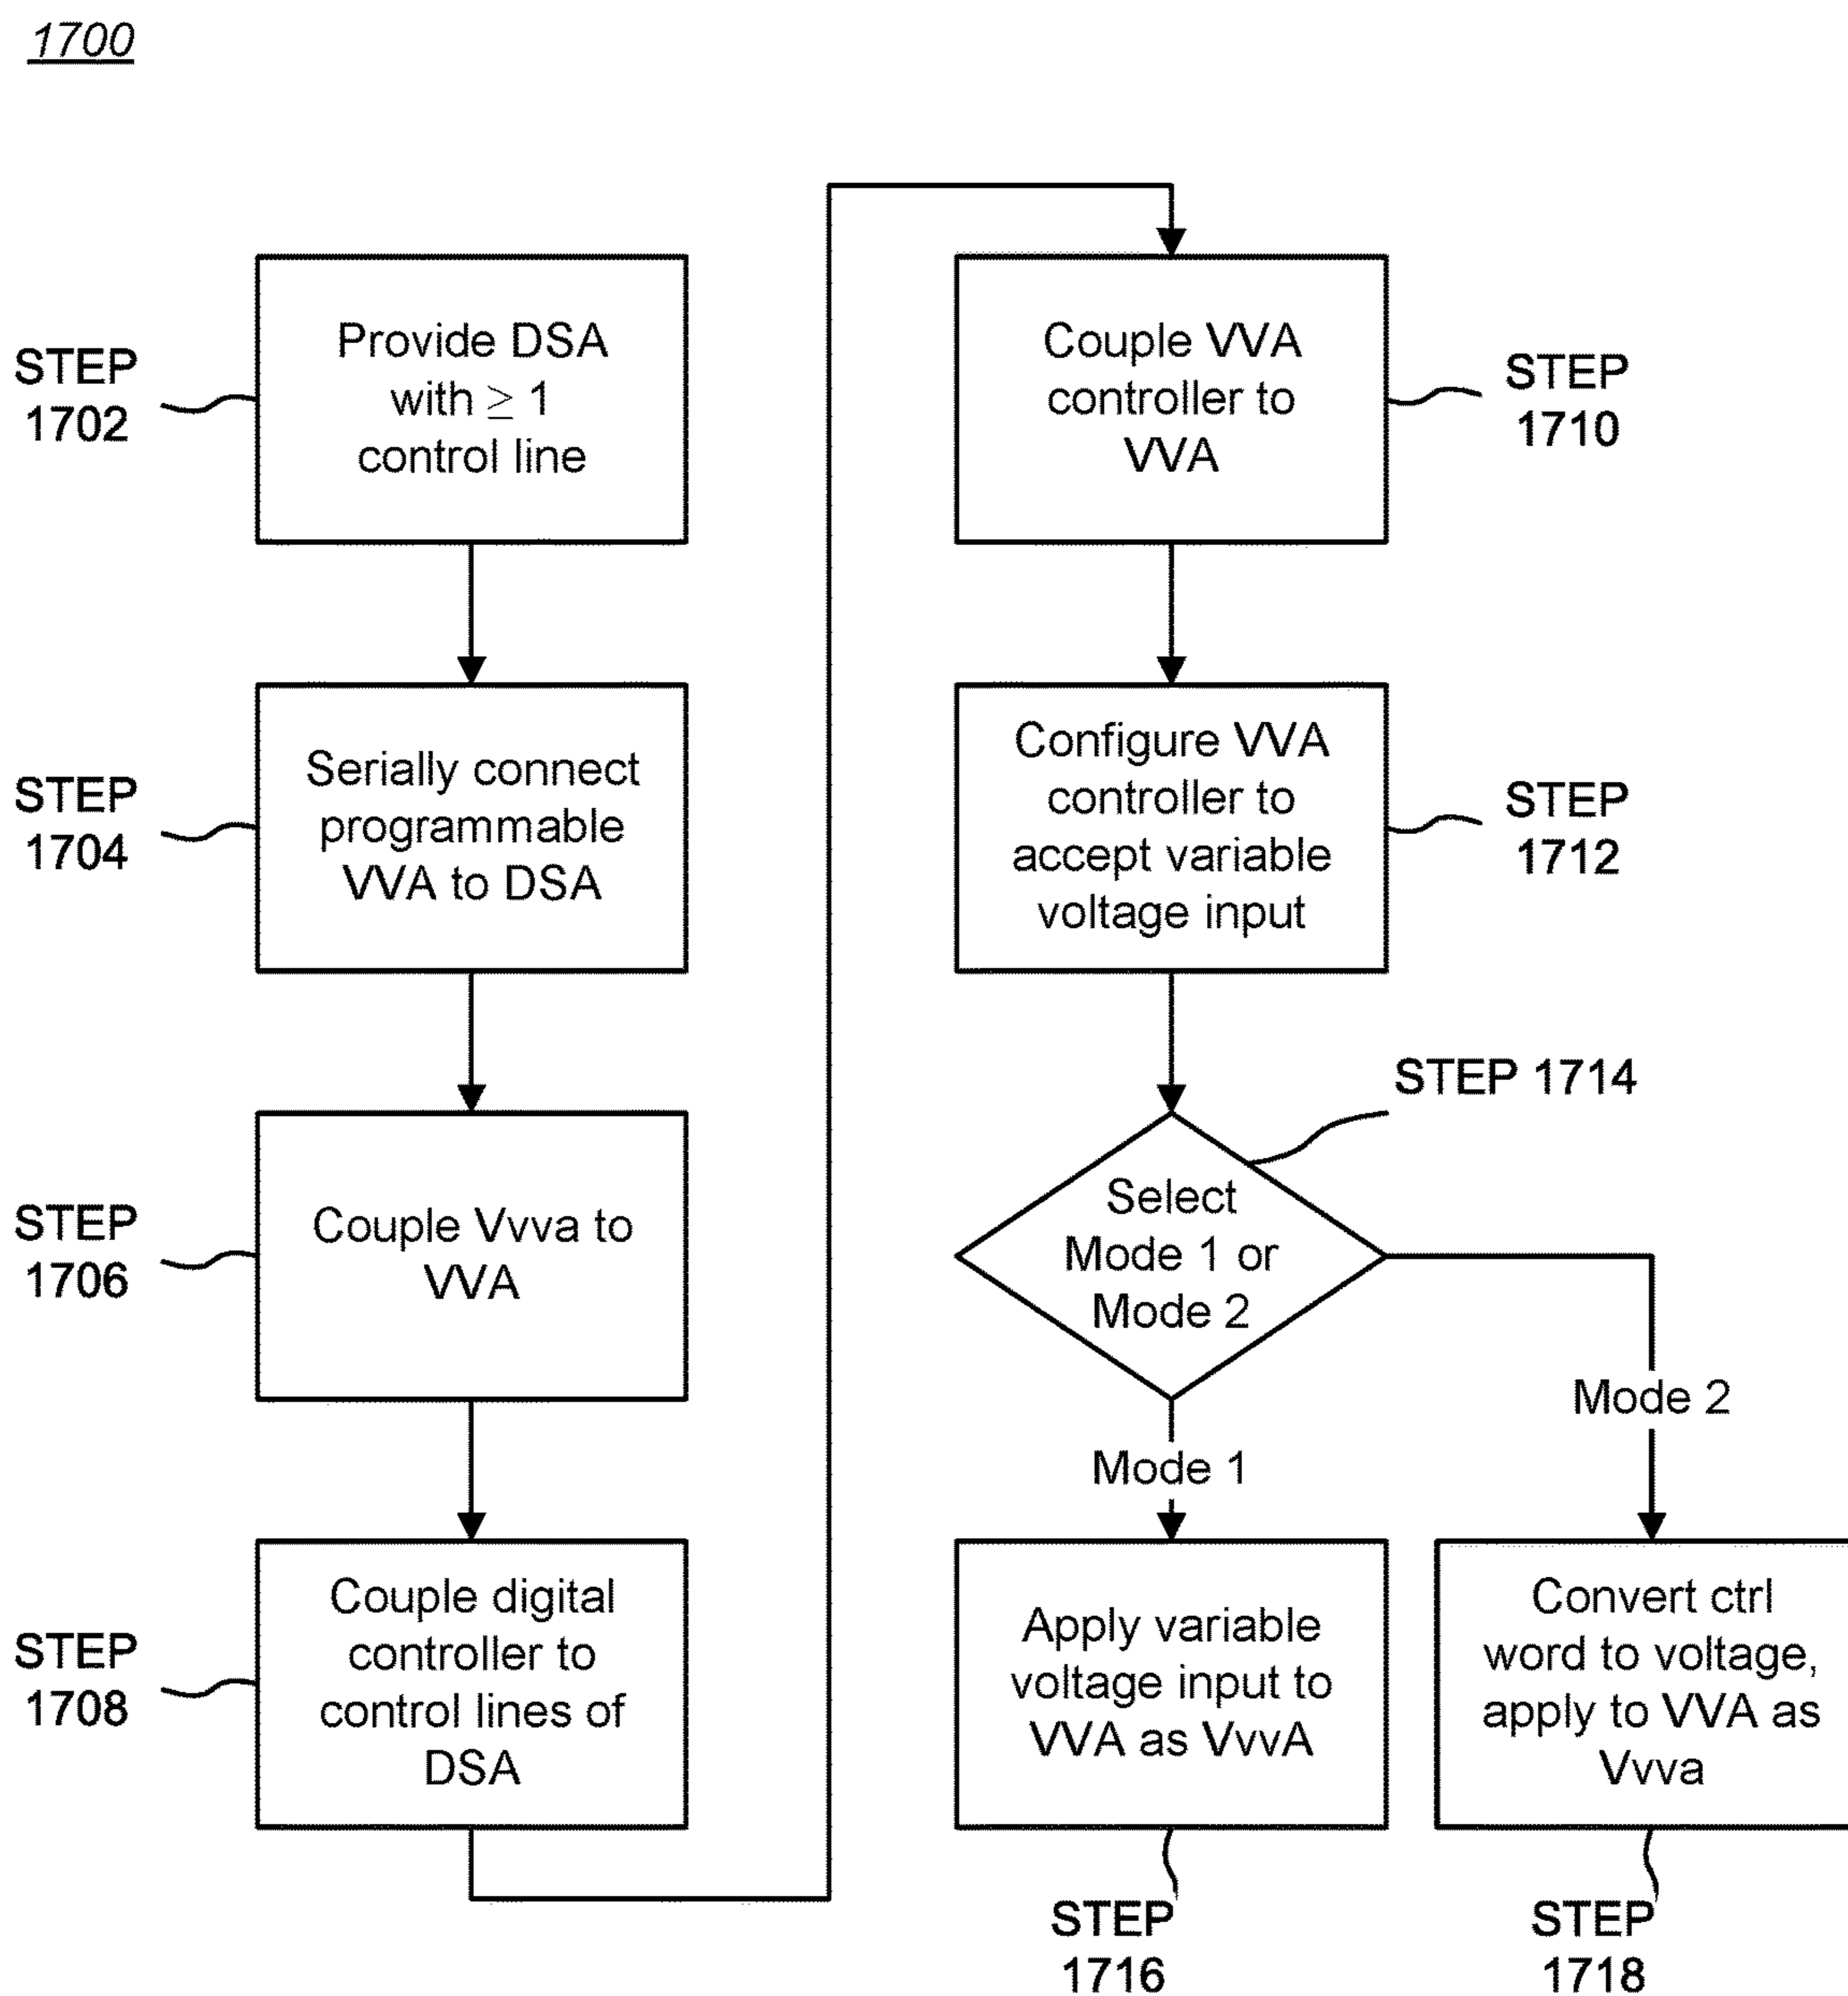 1700
STEP
1702
Provide DSA
with ≥ 1
control line
STEP
1704
Serially connect
programmable
VVA to DSA
STEP
1706
Couple Vvva to
VVA
STEP
1708
Couple digital
controller to
control lines of
DSA
Couple VVA
controller to
VVA
STEP
1710
Configure VVA
controller to
accept variable
voltage input
STEP
1712
STEP 1714
Select
Mode 1 or
Mode 2
Mode 1
Mode 2
Apply variable
voltage input to
VVA as VvvA
STEP
1716
Convert ctrl
word to voltage,
apply to VVA as
Vvva
STEP
1718